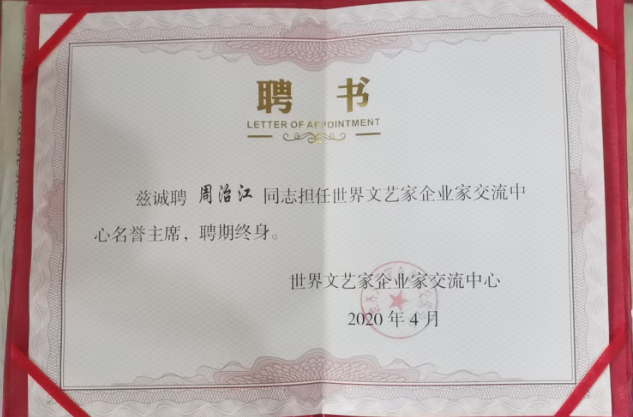 聘书
LETTER OF APPOINTMENT
兹诚聘 周治江 同志担任世界文艺家企业家交流中
心名誉主席，聘期终身。
世界文艺家企业家交流中心
2020 年 4 月